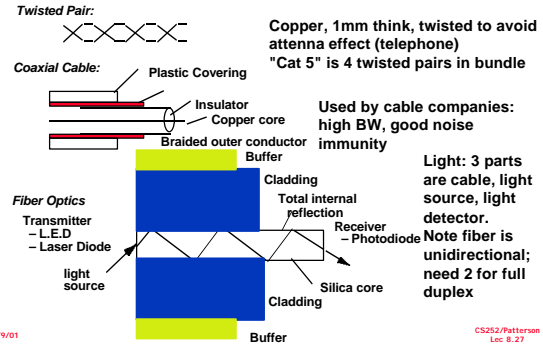 Twisted Pair:
Copper, 1mm think, twisted to avoid
attenna effect (telephone)
"Cat 5" is 4 twisted pairs in bundle
Coaxial Cable:
Plastic Covering
Insulator
Copper core
Braided outer conductor
Used by cable companies:
high BW, good noise
immunity
Buffer
Cladding
Fiber Optics
Transmitter
– L.E.D
– Laser Diode
light
source
Total internal
reflection
Receiver
– Photodiode
Silica core
Cladding
Buffer
Light: 3 parts
are cable, light
source, light
detector.
Note fiber is
unidirectional;
need 2 for full
duplex
9/01
CS252/Patterson
Lec 8.27